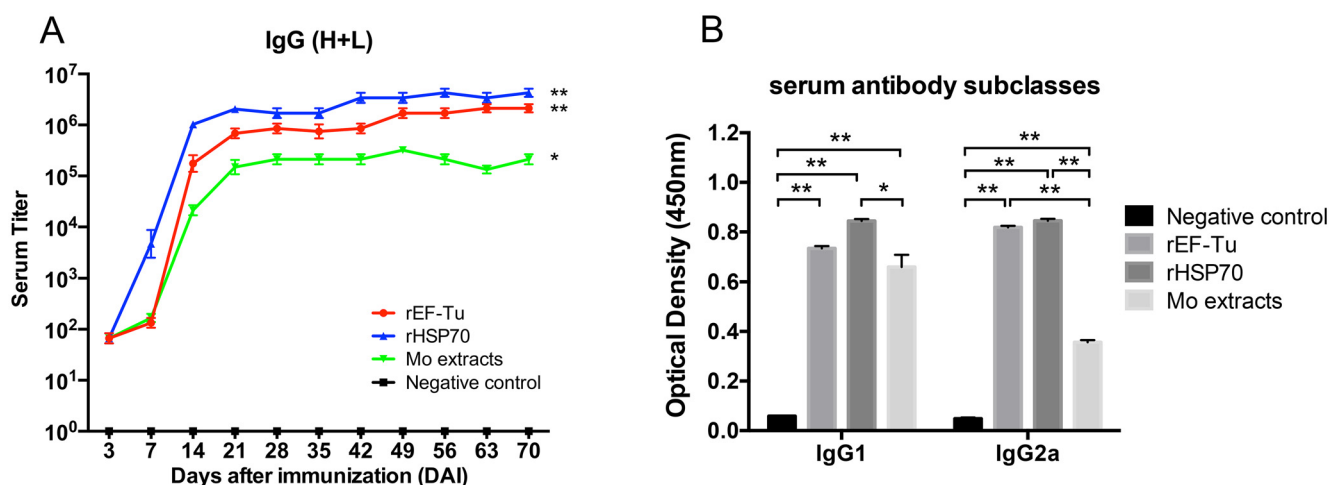 A
IgG (H+L)
Serum Titer
10⁷
10⁶
10⁵
10⁴
10³
10²
10¹
10⁰
**
**
*
rEF-Tu
rHSP70
Mo extracts
Negative control
3 7 14 21 28 35 42 49 56 63 70
Days after immunization (DAI)
B
serum antibody subclasses
Optical Density (450nm)
1.2
1.0
0.8
0.6
0.4
0.2
0.0
**
**
**
*
**
**
**
**
**
IgG1 IgG2a
Negative control
rEF-Tu
rHSP70
Mo extracts